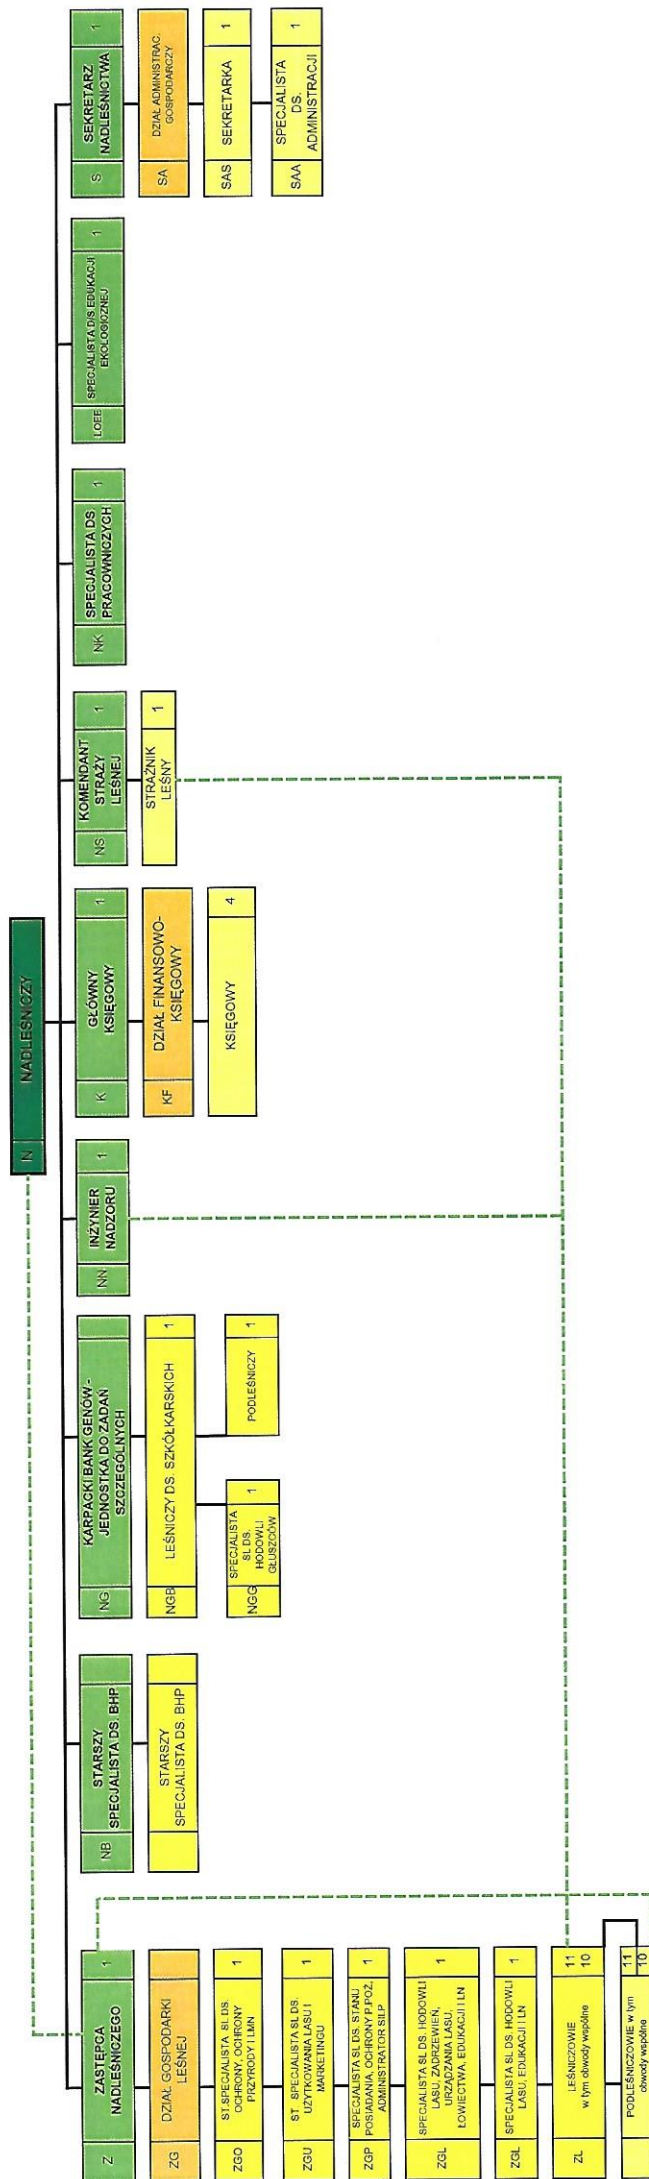 N NADLEŚNICZY
Z ZASTĘPCA 1
NADLEŚNICZEGO
ZG DZIAŁ GOSPODARKI
LEŚNEJ
ZGO ST.SPECJALISTA SL DS. 1
OCHRONY, OCHRONY
PRZYRODY I LMN
ZGU ST. SPECJALISTA SL DS. 1
UŻYTKOWANIA LASU I
MARKETINGU
ZGP SPECJALISTA SL DS. STANU 1
POSIADANIA, OCHRONY P.POŻ,
ADMINISTRATOR SILP
ZGL SPECJALISTA SL DS. HODOWLI 1
LASU, ZADRZEWIEŃ,
URZĄDZANIA LASU,
ŁOWIECTWA, EDUKACJI I LN
ZGL SPECJALISTA SL DS. HODOWLI 1
LASU, EDUKACJI I LN
ZL LEŚNICZOWIE 11
w tym obwody wspólne 10
PODLEŚNICZOWIE w tym 11
obwody wspólne 10
NB STARSZY
SPECJALISTA DS. BHP
STARSZY
SPECJALISTA DS. BHP
NG KARPACKI BANK GENÓW -
JEDNOSTKA DO ZADAŃ
SZCZEGÓLNYCH
NGB LEŚNICZY DS. SZKÓŁKARSKICH 1
NGG SPECJALISTA 1
SL DS.
HODOWLI
GŁUSZCÓW
PODLEŚNICZY 1
NN INŻYNIER 1
NADZORU
K GŁÓWNY 1
KSIĘGOWY
KF DZIAŁ FINANSOWO-
KSIĘGOWY
KSIĘGOWY 4
NS KOMENDANT 1
STRAŻY
LEŚNEJ
STRAŻNIK 1
LEŚNY
NK SPECJALISTA DS. 1
PRACOWNICZYCH
LOEE SPECJALISTA D/S EDUKACJI 1
EKOLOGICZNEJ
S SEKRETARZ 1
NADLEŚNICTWA
SA DZIAŁ ADMINISTRAC.
GOSPODARCZY
SAS SEKRETARKA 1
SAA SPECJALISTA 1
DS.
ADMINISTRACJI